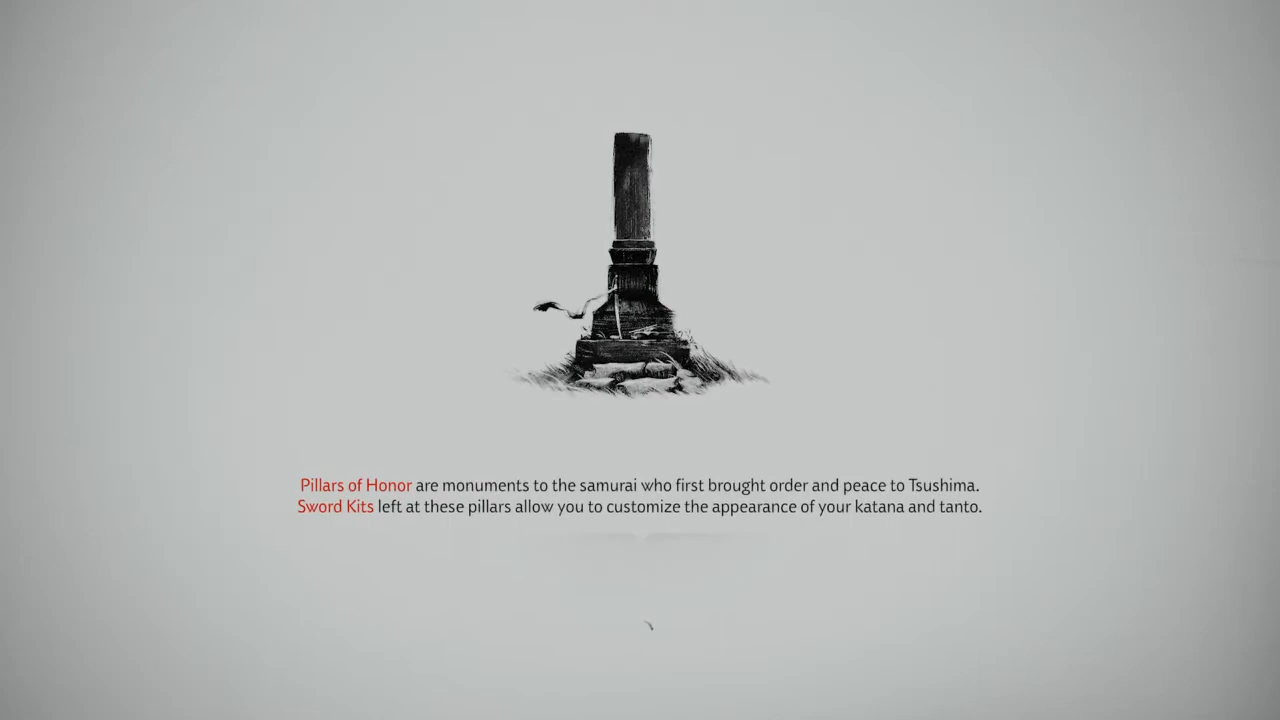 Pillars of Honor are monuments to the samurai who first brought order and peace to Tsushima.
Sword Kits left at these pillars allow you to customize the appearance of your katana and tanto.